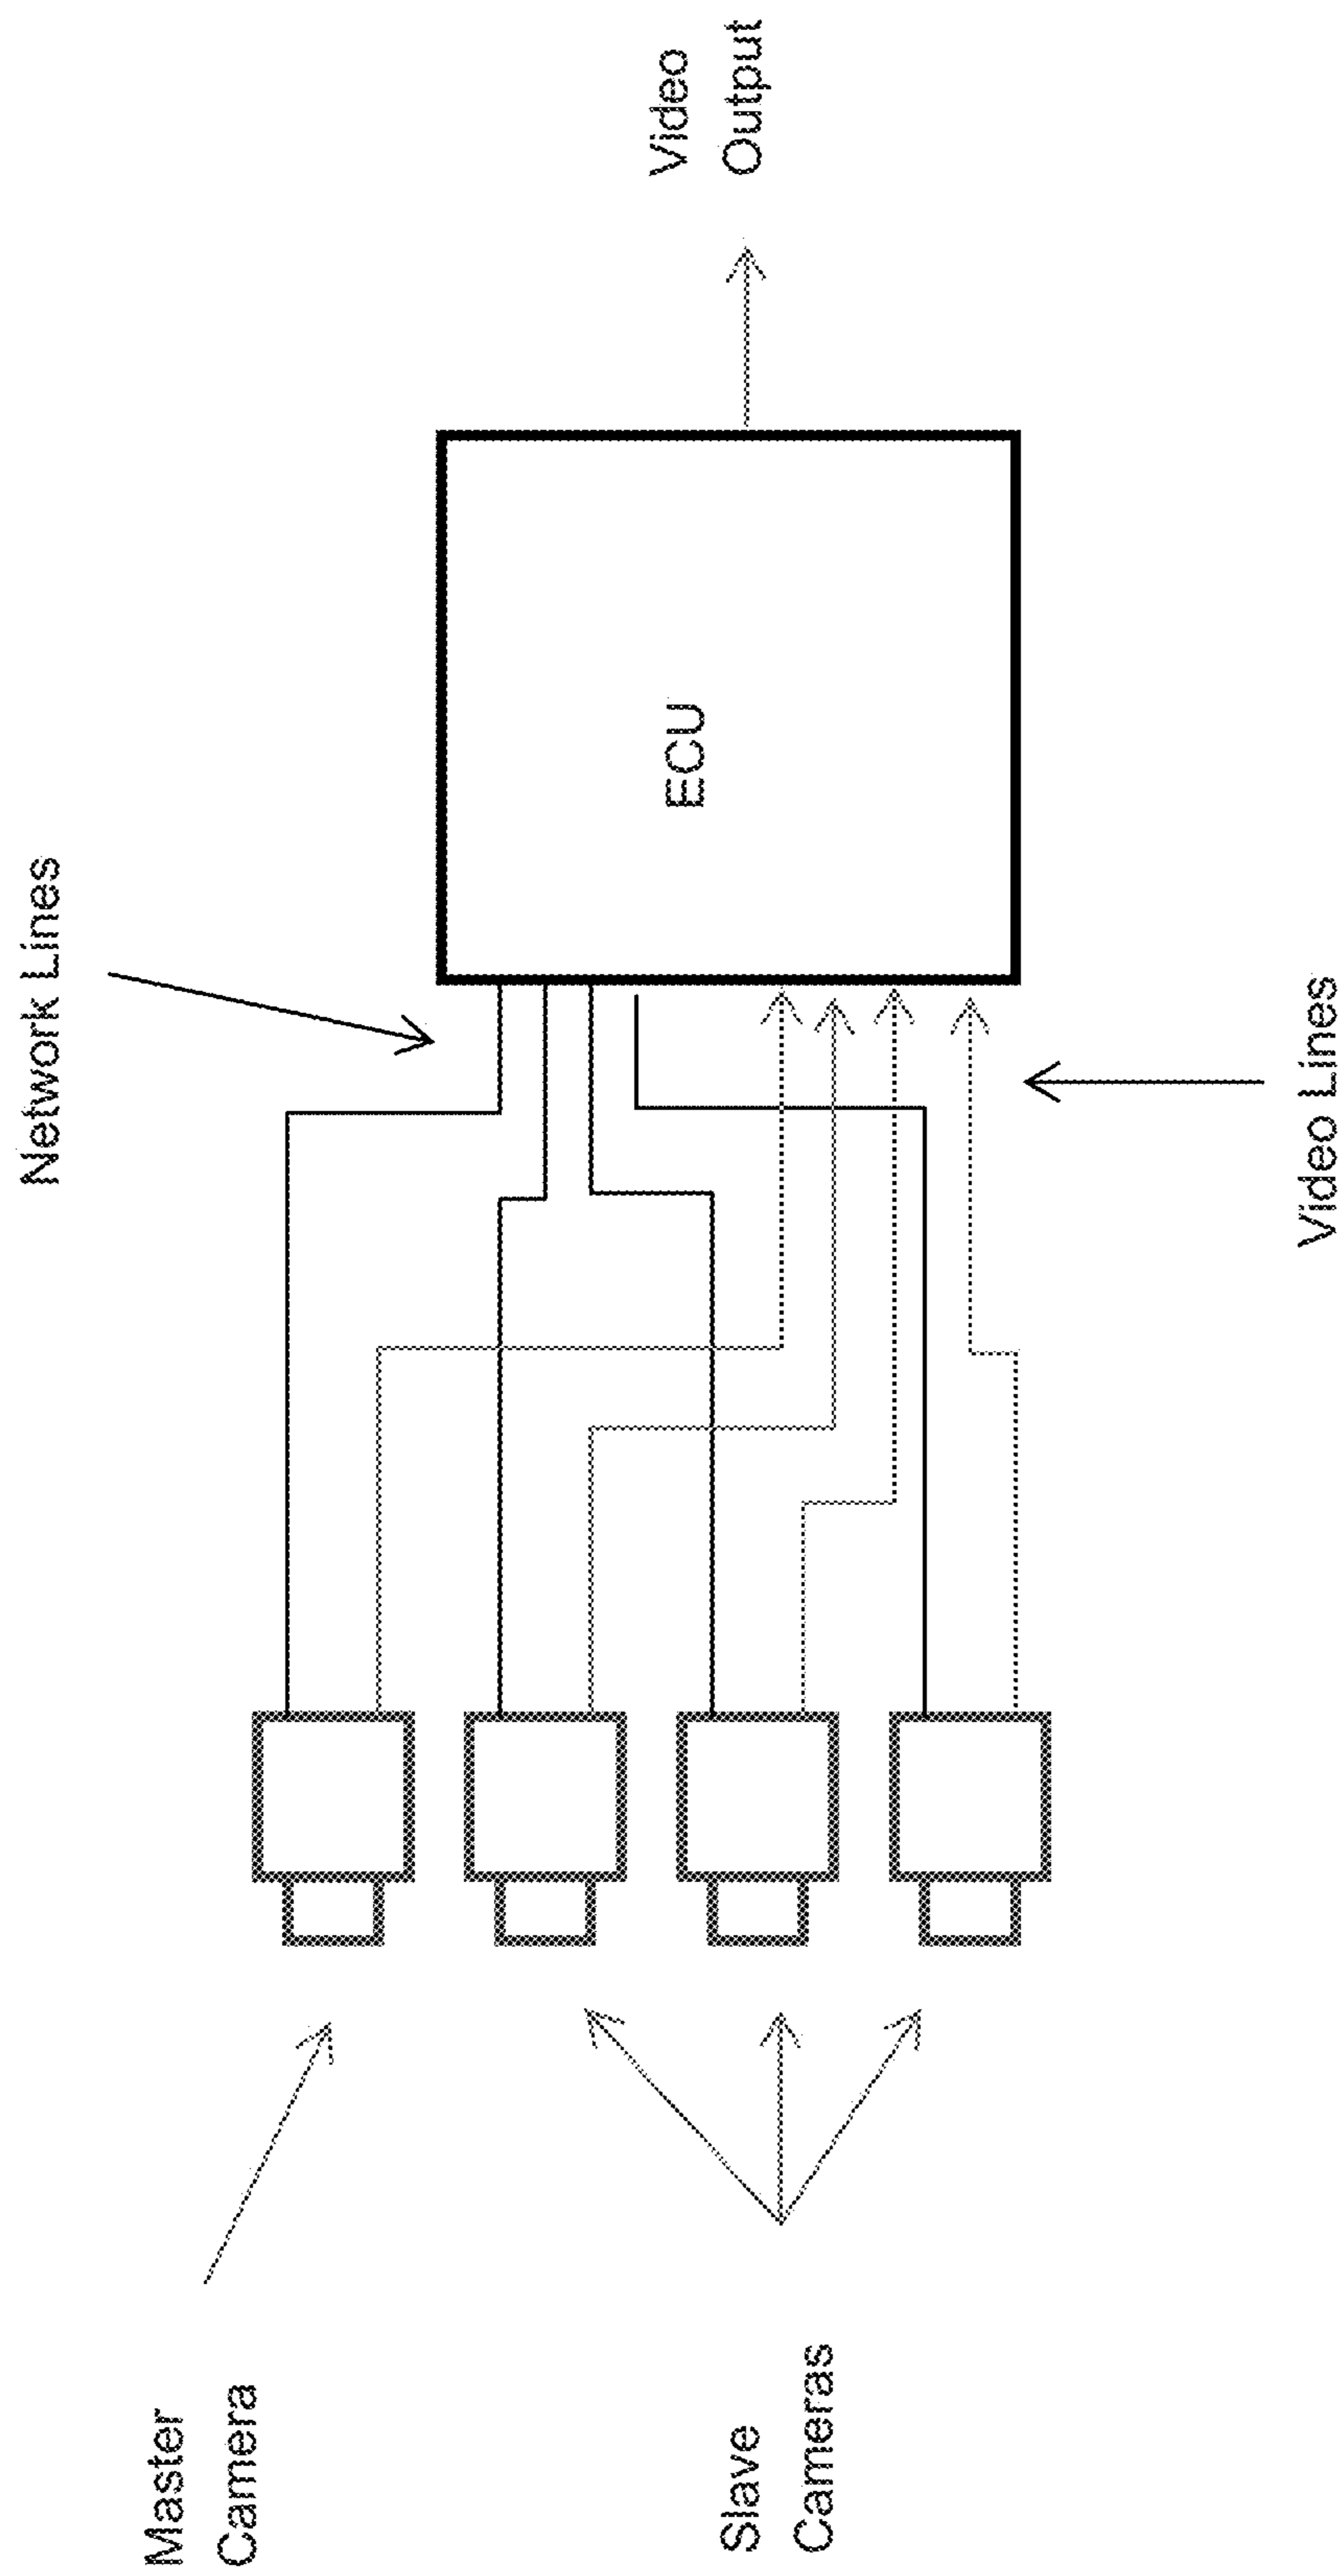 Master
Camera
Slave
Cameras
Network Lines
Video Lines
ECU
Video
Output